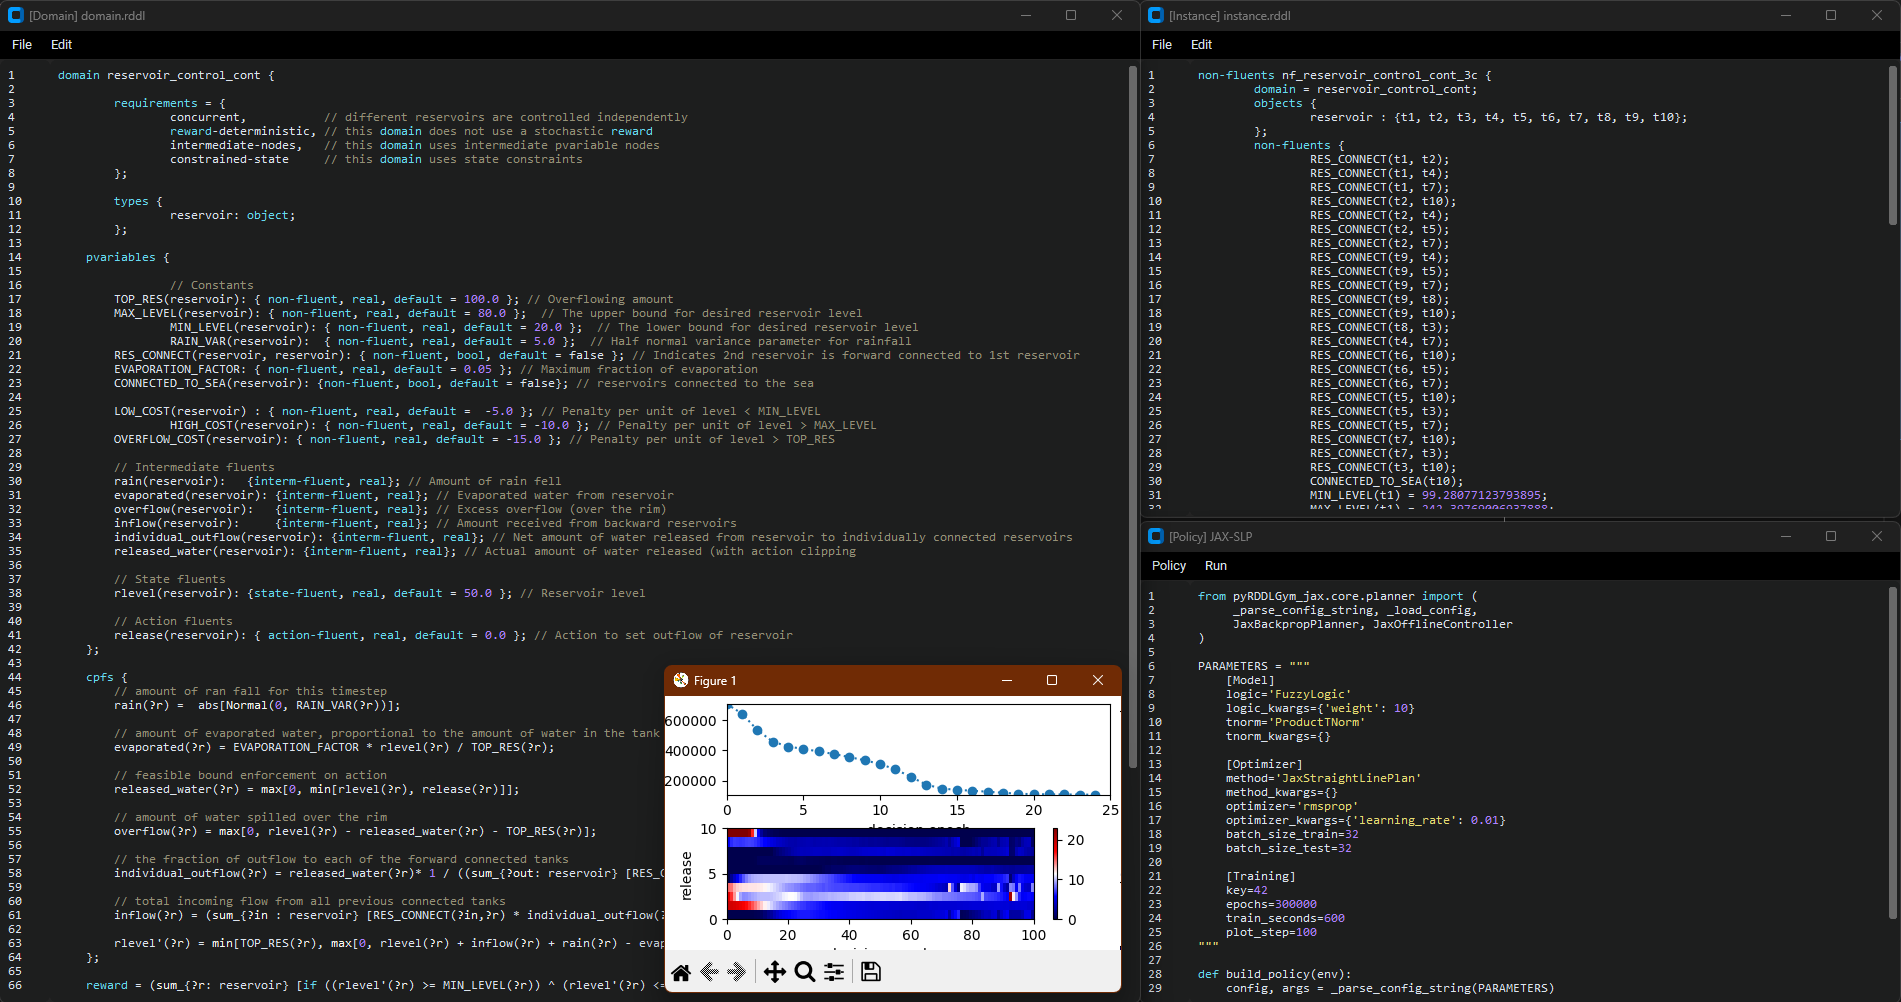 [Domain] domain.rddl
File Edit
1 domain reservoir_control_cont {
2
3 requirements = {
4 concurrent, // different reservoirs are controlled independently
5 reward-deterministic, // this domain does not use a stochastic reward
6 intermediate-nodes, // this domain uses intermediate pvariable nodes
7 constrained-state // this domain uses state constraints
8 };
9
10 types {
11 reservoir: object;
12 };
13
14 pvariables {
15
16 // Constants
17 TOP_RES(reservoir): { non-fluent, real, default = 100.0 }; // Overflowing amount
18 MAX_LEVEL(reservoir): { non-fluent, real, default = 80.0 }; // The upper bound for desired reservoir level
19 MIN_LEVEL(reservoir): { non-fluent, real, default = 20.0 }; // The lower bound for desired reservoir level
20 RAIN_VAR(reservoir): { non-fluent, real, default = 5.0 }; // Half normal variance parameter for rainfall
21 RES_CONNECT(reservoir, reservoir): { non-fluent, bool, default = false }; // Indicates 2nd reservoir is forward connected to 1st reservoir
22 EVAPORATION_FACTOR: { non-fluent, real, default = 0.05 }; // Maximum fraction of evaporation
23 CONNECTED_TO_SEA(reservoir): {non-fluent, bool, default = false}; // reservoirs connected to the sea
24
25 LOW_COST(reservoir) : { non-fluent, real, default = -5.0 }; // Penalty per unit of level < MIN_LEVEL
26 HIGH_COST(reservoir): { non-fluent, real, default = -10.0 }; // Penalty per unit of level > MAX_LEVEL
27 OVERFLOW_COST(reservoir): { non-fluent, real, default = -15.0 }; // Penalty per unit of level > TOP_RES
28
29 // Intermediate fluents
30 rain(reservoir): {interm-fluent, real}; // Amount of rain fell
31 evaporated(reservoir): {interm-fluent, real}; // Evaporated water from reservoir
32 overflow(reservoir): {interm-fluent, real}; // Excess overflow (over the rim)
33 inflow(reservoir): {interm-fluent, real}; // Amount received from backward reservoirs
34 individual_outflow(reservoir): {interm-fluent, real}; // Net amount of water released from reservoir to individually connected reservoirs
35 released_water(reservoir): {interm-fluent, real}; // Actual amount of water released (with action clipping
36
37 // State fluents
38 rlevel(reservoir): {state-fluent, real, default = 50.0 }; // Reservoir level
39
40 // Action fluents
41 release(reservoir): { action-fluent, real, default = 0.0 }; // Action to set outflow of reservoir
42 };
43
44 cpfs {
45 // amount of ran fall for this timestep
46 rain(?r) = abs[Normal(0, RAIN_VAR(?r))];
47
48 // amount of evaporated water, proportional to the amount of water in the tank
49 evaporated(?r) = EVAPORATION_FACTOR * rlevel(?r) / TOP_RES(?r);
50
51 // feasible bound enforcement on action
52 released_water(?r) = max[0, min[rlevel(?r), release(?r)]];
53
54 // amount of water spilled over the rim
55 overflow(?r) = max[0, rlevel(?r) - released_water(?r) - TOP_RES(?r)];
56
57 // the fraction of outflow to each of the forward connected tanks
58 individual_outflow(?r) = released_water(?r)* 1 / ((sum_{?out: reservoir} [RES_C
59
60 // total incoming flow from all previous connected tanks
61 inflow(?r) = (sum_{?in : reservoir} [RES_CONNECT(?in,?r) * individual_outflow(?
62
63 rlevel'(?r) = min[TOP_RES(?r), max[0, rlevel(?r) + inflow(?r) + rain(?r) - evap
64 };
65
66 reward = (sum_{?r: reservoir} [if ((rlevel'(?r) >= MIN_LEVEL(?r)) ^ (rlevel'(?r) <=
[Instance] instance.rddl
File Edit
1 non-fluents nf_reservoir_control_cont_3c {
2 domain = reservoir_control_cont;
3 objects {
4 reservoir : {t1, t2, t3, t4, t5, t6, t7, t8, t9, t10};
5 };
6 non-fluents {
7 RES_CONNECT(t1, t2);
8 RES_CONNECT(t1, t4);
9 RES_CONNECT(t1, t7);
10 RES_CONNECT(t2, t10);
11 RES_CONNECT(t2, t4);
12 RES_CONNECT(t2, t5);
13 RES_CONNECT(t2, t7);
14 RES_CONNECT(t9, t4);
15 RES_CONNECT(t9, t5);
16 RES_CONNECT(t9, t7);
17 RES_CONNECT(t9, t8);
18 RES_CONNECT(t9, t10);
19 RES_CONNECT(t8, t3);
20 RES_CONNECT(t4, t7);
21 RES_CONNECT(t6, t10);
22 RES_CONNECT(t6, t5);
23 RES_CONNECT(t6, t7);
24 RES_CONNECT(t5, t10);
25 RES_CONNECT(t5, t3);
26 RES_CONNECT(t5, t7);
27 RES_CONNECT(t7, t10);
28 RES_CONNECT(t7, t3);
29 RES_CONNECT(t3, t10);
30 CONNECTED_TO_SEA(t10);
31 MIN_LEVEL(t1) = 99.28077123793895;
[Policy] JAX-SLP
Policy Run
1 from pyRDDLGym_jax.core.planner import (
2 _parse_config_string, _load_config,
3 JaxBackpropPlanner, JaxOfflineController
4 )
5
6 PARAMETERS = """
7 [Model]
8 logic='FuzzyLogic'
9 logic_kwargs={'weight': 10}
10 tnorm='ProductTNorm'
11 tnorm_kwargs={}
12
13 [Optimizer]
14 method='JaxStraightLinePlan'
15 method_kwargs={}
16 optimizer='rmsprop'
17 optimizer_kwargs={'learning_rate': 0.01}
18 batch_size_train=32
19 batch_size_test=32
20
21 [Training]
22 key=42
23 epochs=300000
24 train_seconds=600
25 plot_step=100
26 """
27
28 def build_policy(env):
29 config, args = _parse_config_string(PARAMETERS)
Figure 1
600000
400000
200000
0 5 10 15 20 25
release
10
5
0
0 20 40 60 80 100
20
10
0